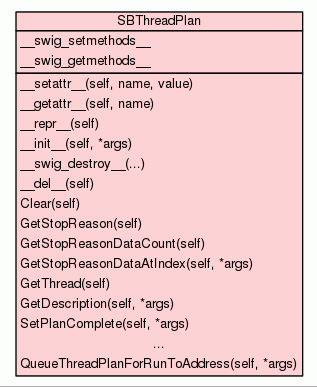 SBThreadPlan
__swig_setmethods__
__swig_getmethods__
__setattr__(self, name, value)
__getattr__(self, name)
__repr__(self)
__init__(self, *args)
__swig_destroy__(...)
__del__(self)
Clear(self)
GetStopReason(self)
GetStopReasonDataCount(self)
GetStopReasonDataAtIndex(self, *args)
GetThread(self)
GetDescription(self, *args)
SetPlanComplete(self, *args)
...
QueueThreadPlanForRunToAddress(self, *args)